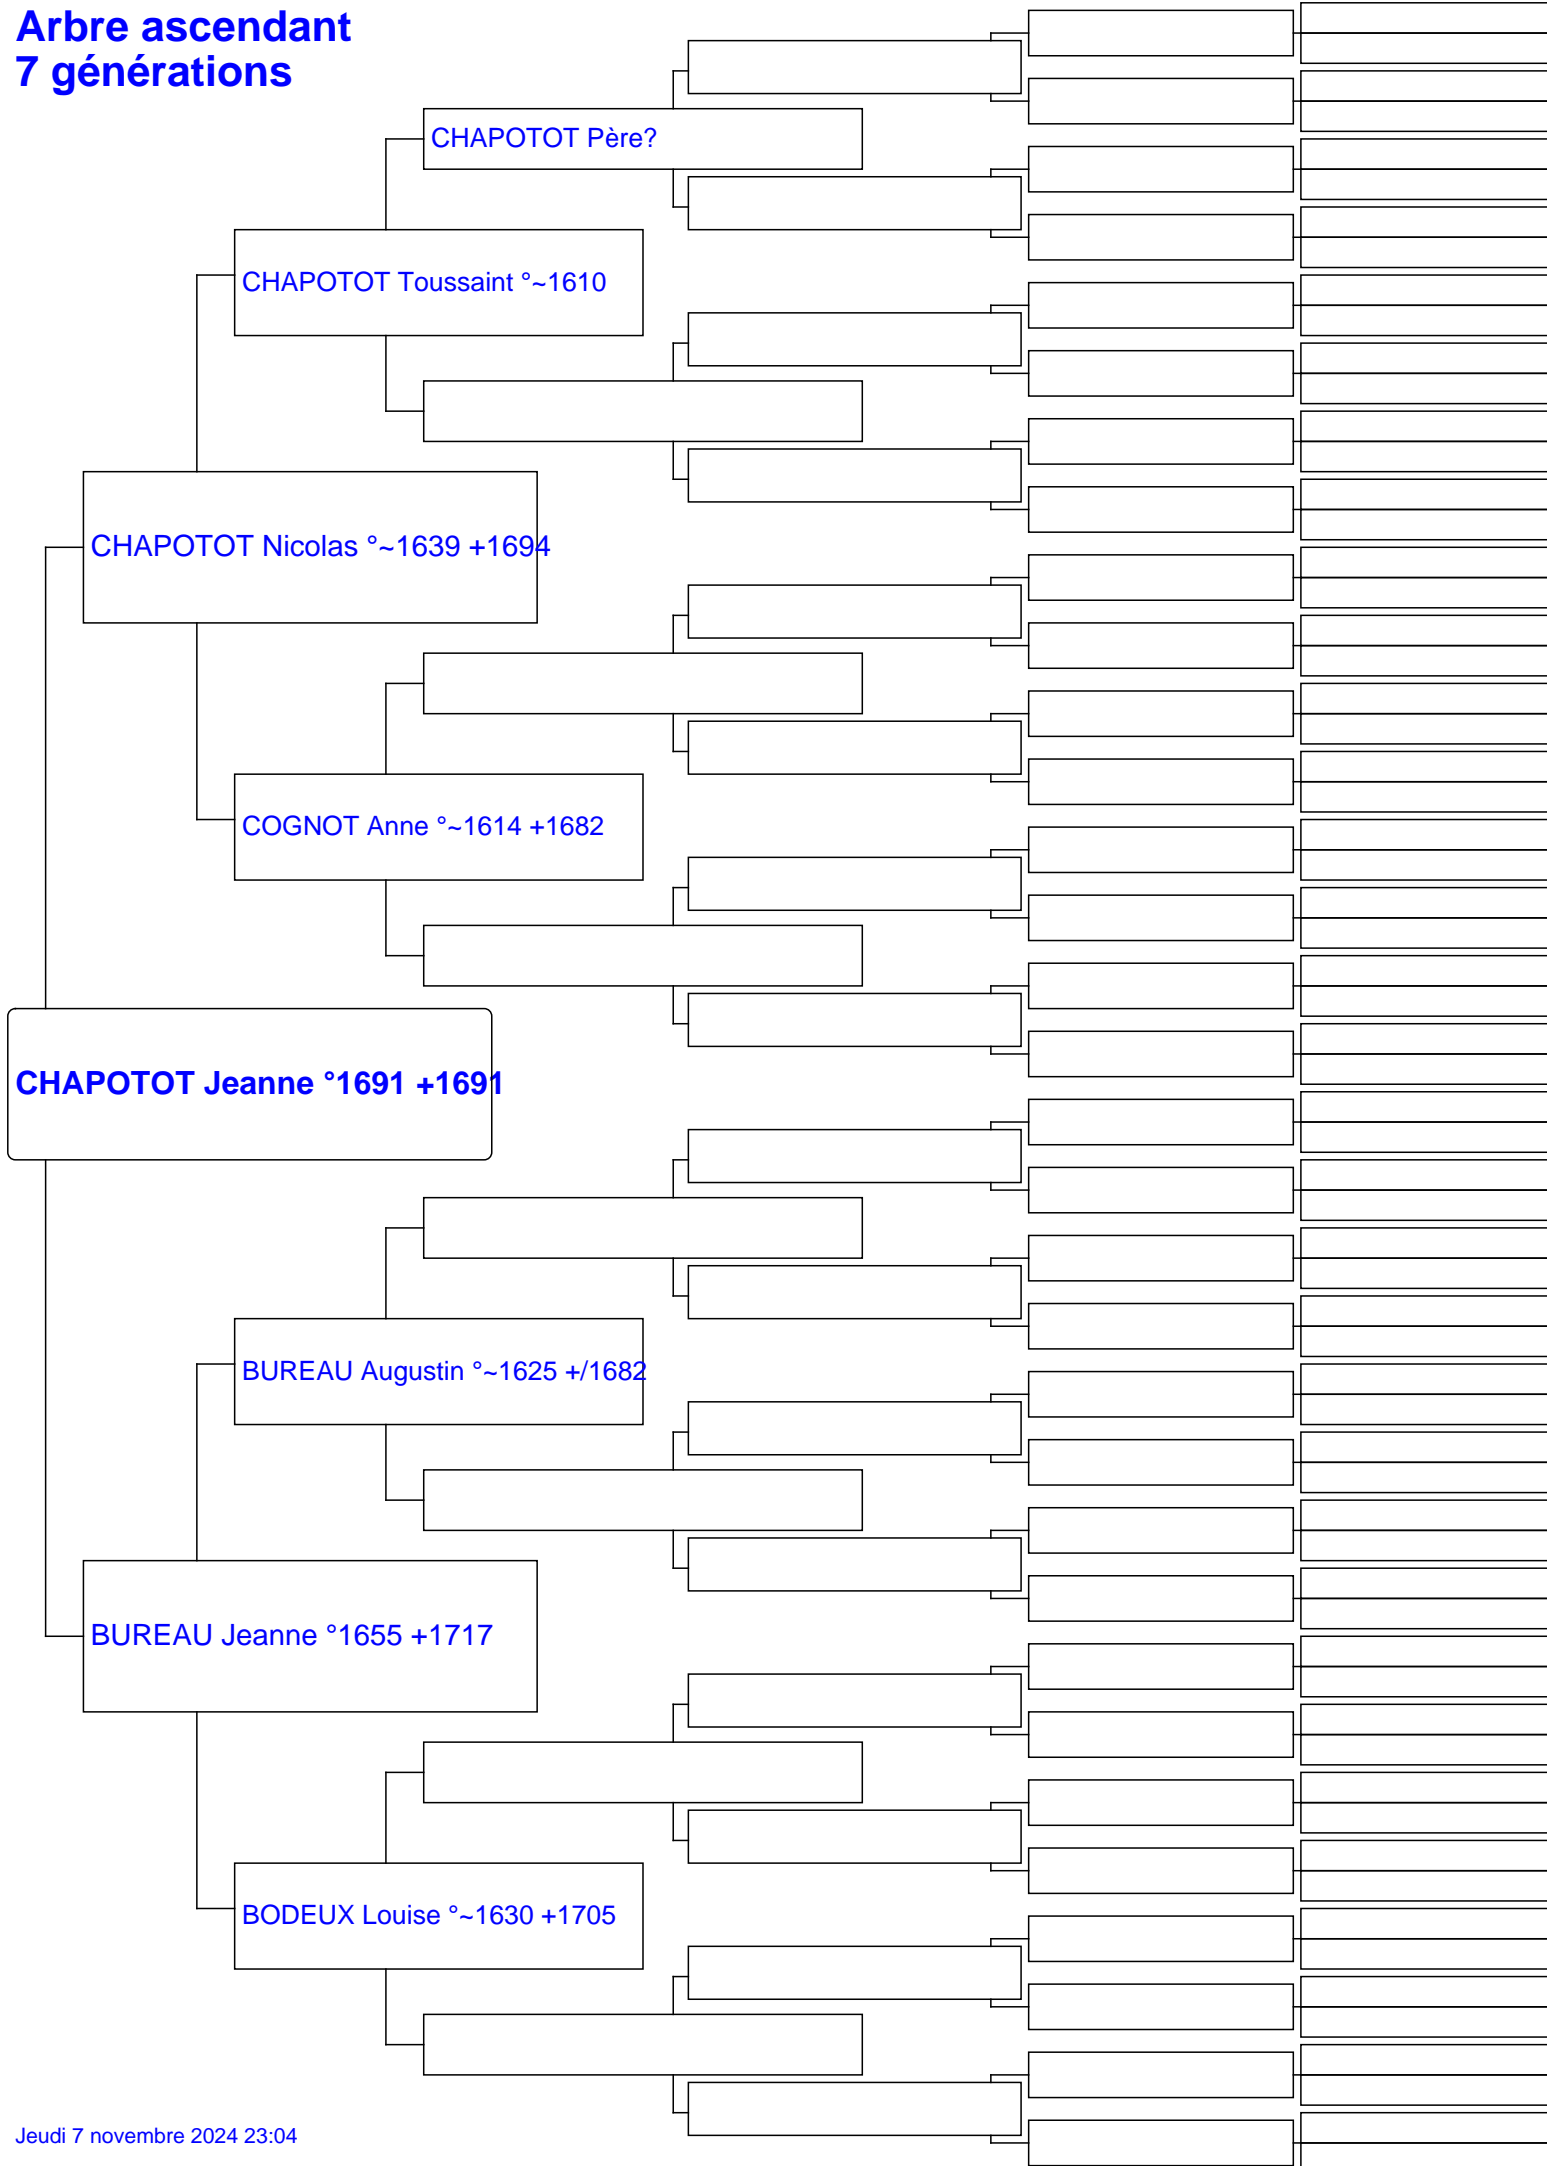 Arbre ascendant
7 générations
CHAPOTOT Père?
CHAPOTOT Toussaint °~1610
CHAPOTOT Nicolas °~1639 +1694
COGNOT Anne °~1614 +1682
CHAPOTOT Jeanne °1691 +1691
BUREAU Augustin °~1625 +/1682
BUREAU Jeanne °1655 +1717
BODEUX Louise °~1630 +1705
Jeudi 7 novembre 2024 23:04